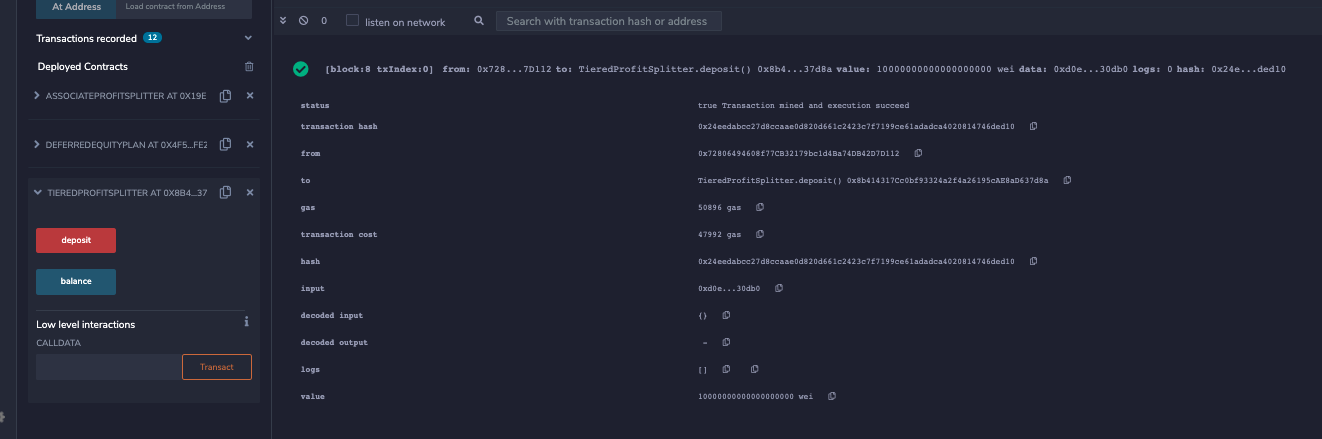 At Address Load contract from Address
Transactions recorded 12
Deployed Contracts
ASSOCIATEPROFITSPLITTER AT 0X19E
DEFERREDEQUITYPLAN AT 0X4F5...FE2
TIEREDPROFITSPLITTER AT 0X8B4...37
deposit
balance
Low level interactions
CALLDATA
Transact
0 listen on network Search with transaction hash or address
[block:8 txIndex:0] from: 0x728...7D112 to: TieredProfitSplitter.deposit() 0x8b4...37d8a value: 10000000000000000000 wei data: 0xd0e...30db0 logs: 0 hash: 0x24e...ded10
status true Transaction mined and execution succeed
transaction hash 0x24eedabcc27d8ccaae0d820d661c2423c7f7199ce61adadca4020814746ded10
from 0x72806494608f77CB32179bc1d4Ba74DB42D7D112
to TieredProfitSplitter.deposit() 0x8b414317Cc0bf93324a2f4a26195cAE8aD637d8a
gas 50896 gas
transaction cost 47992 gas
hash 0x24eedabcc27d8ccaae0d820d661c2423c7f7199ce61adadca4020814746ded10
input 0xd0e...30db0
decoded input {}
decoded output -
logs []
value 10000000000000000000 wei